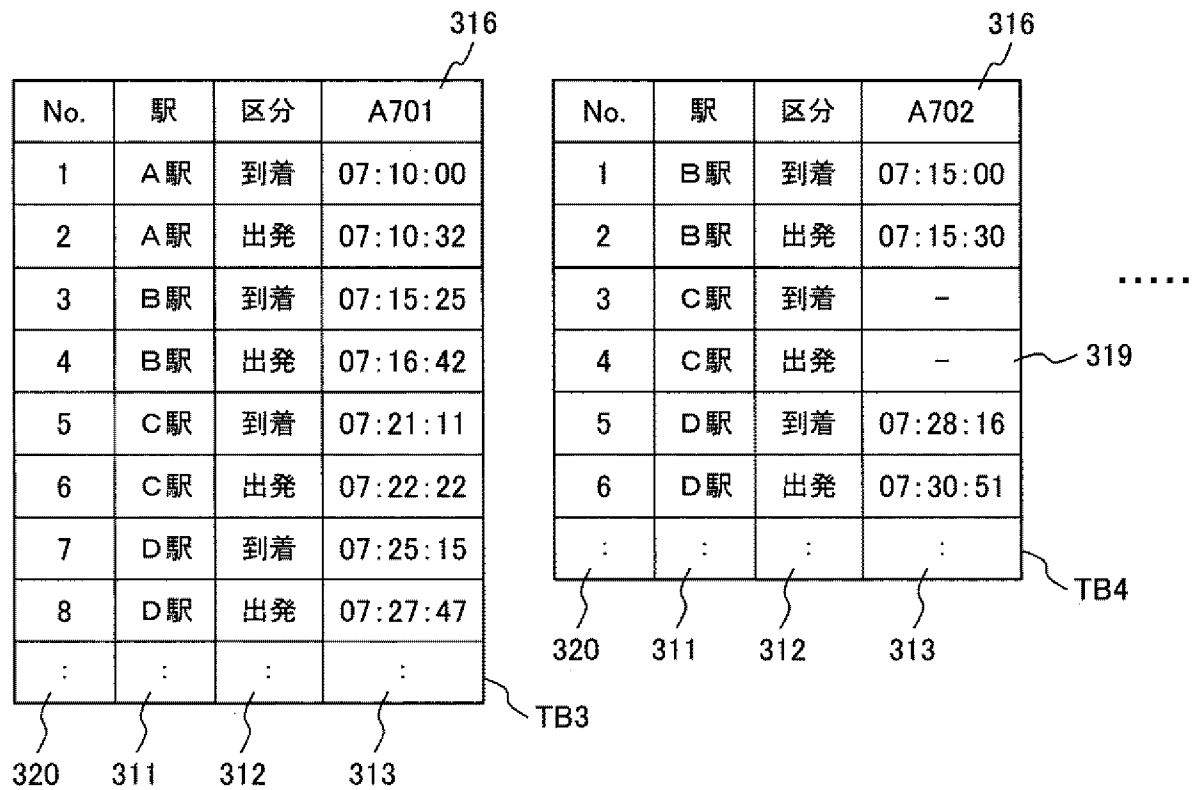 316
No. 駅 区分 A701
1 A駅 到着 07:10:00
2 A駅 出発 07:10:32
3 B駅 到着 07:15:25
4 B駅 出発 07:16:42
5 C駅 到着 07:21:11
6 C駅 出発 07:22:22
7 D駅 到着 07:25:15
8 D駅 出発 07:27:47
: : : :
TB3
320 311 312 313
316
No. 駅 区分 A702
1 B駅 到着 07:15:00
2 B駅 出発 07:15:30
3 C駅 到着 -
4 C駅 出発 -
319
5 D駅 到着 07:28:16
6 D駅 出発 07:30:51
: : : :
TB4
320 311 312 313
.....